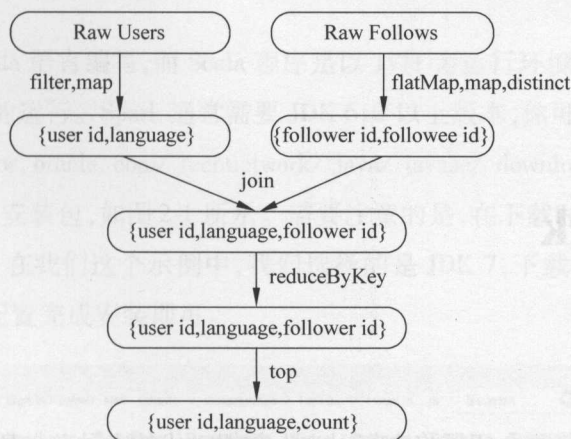 Raw Users
Raw Follows
filter,map
flatMap,map,distinct
{user id,language}
{follower id,followee id}
join
{user id,language,follower id}
reduceByKey
{user id,language,follower id}
top
{user id,language,count}